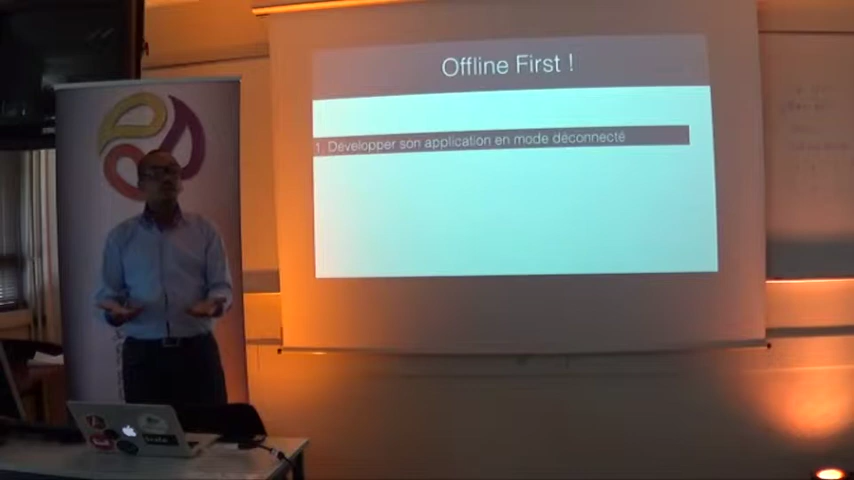 Offline First !
1. Développer son application en mode déconnecté